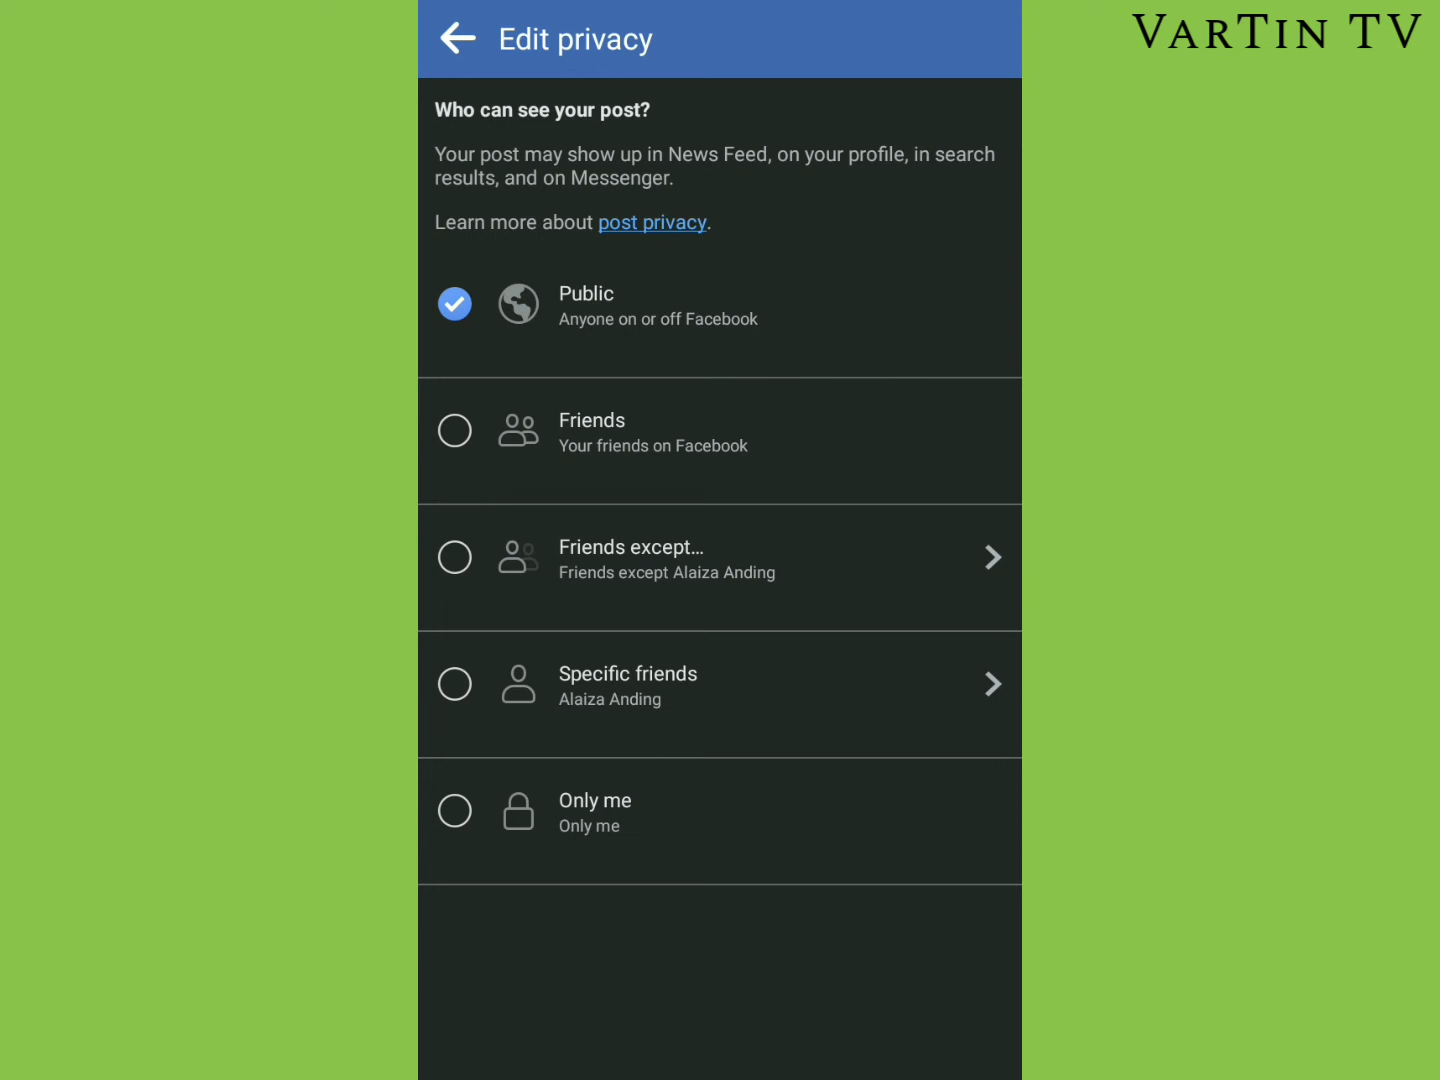 VARTIN TV
Edit privacy
Who can see your post?
Your post may show up in News Feed, on your profile, in search
results, and on Messenger.
Learn more about post privacy.
Public
Anyone on or off Facebook
Friends
Your friends on Facebook
Friends except...
Friends except Alaiza Anding
Specific friends
Alaiza Anding
Only me
Only me